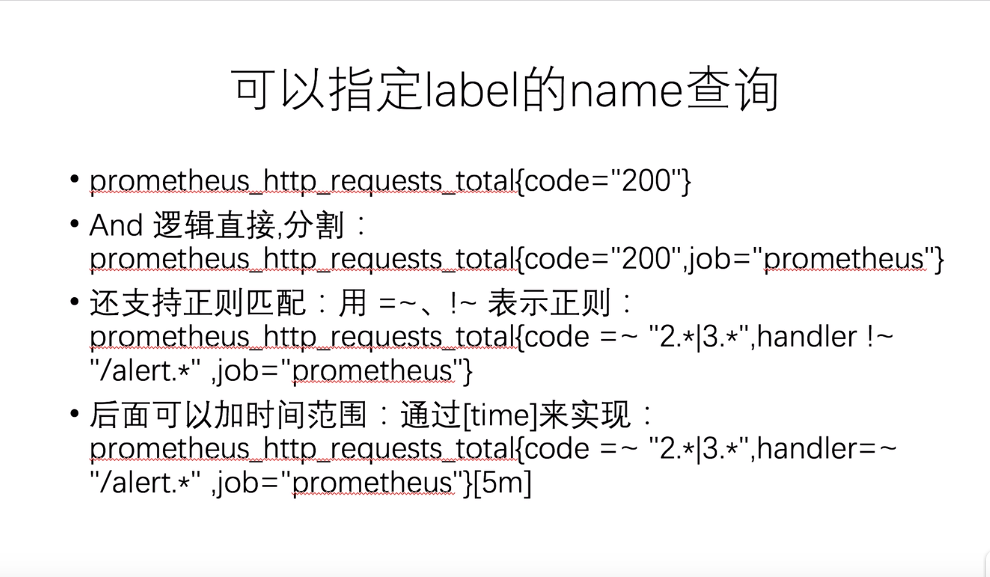 可以指定label的name查询
• prometheus_http_requests_total{code="200"}
• And 逻辑直接,分割：
prometheus_http_requests_total{code="200",job="prometheus"}
• 还支持正则匹配：用 =~、!~ 表示正则：
prometheus_http_requests_total{code =~ "2.*|3.*",handler !~
"/alert.*" ,job="prometheus"}
• 后面可以加时间范围：通过[time]来实现：
prometheus_http_requests_total{code =~ "2.*|3.*",handler=~
"/alert.*" ,job="prometheus"}[5m]